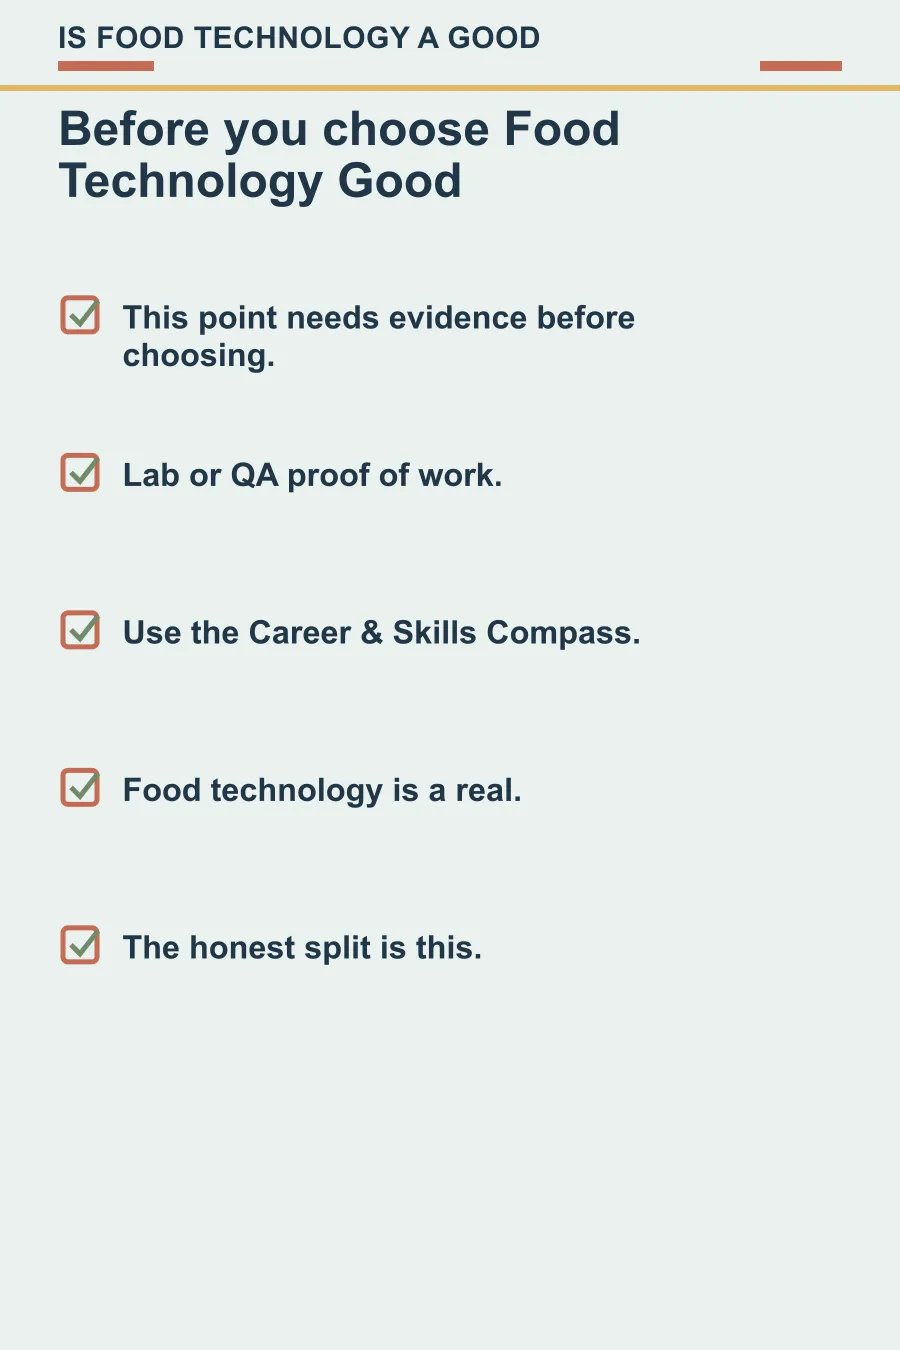 IS FOOD TECHNOLOGY A GOOD
Before you choose Food
Technology Good
This point needs evidence before
choosing.
Lab or QA proof of work.
Use the Career & Skills Compass.
Food technology is a real.
The honest split is this.